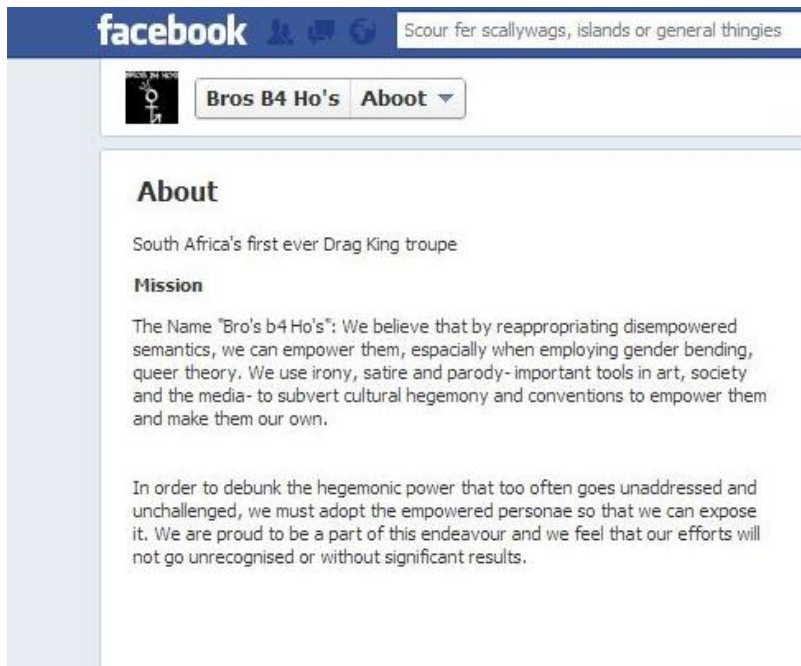 facebook
Scour fer scallywags, islands or general thingies
BROS B4 HO'S
Bros B4 Ho's Aboot
About
South Africa's first ever Drag King troupe
Mission
The Name "Bro's b4 Ho's": We believe that by reappropriating disempowered
semantics, we can empower them, espacially when employing gender bending,
queer theory. We use irony, satire and parody- important tools in art, society
and the media- to subvert cultural hegemony and conventions to empower them
and make them our own.
In order to debunk the hegemonic power that too often goes unaddressed and
unchallenged, we must adopt the empowered personae so that we can expose
it. We are proud to be a part of this endeavour and we feel that our efforts will
not go unrecognised or without significant results.